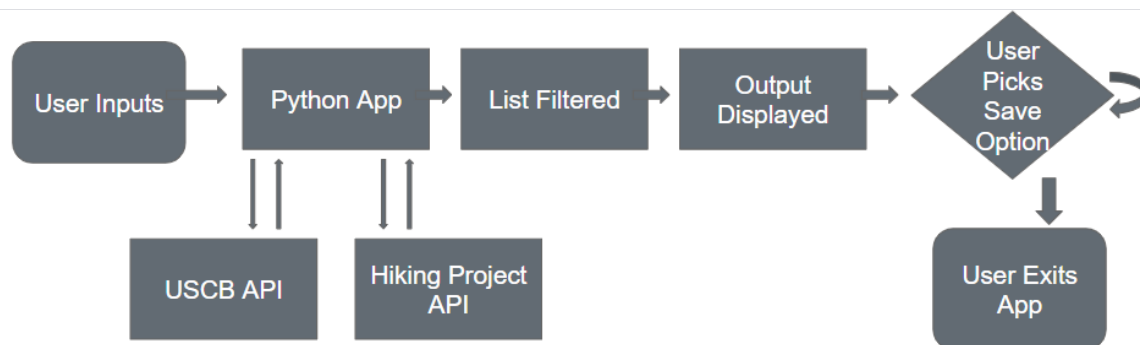 User Inputs
Python App
List Filtered
Output
Displayed
User
Picks
Save
Option
USCB API
Hiking Project
API
User Exits
App